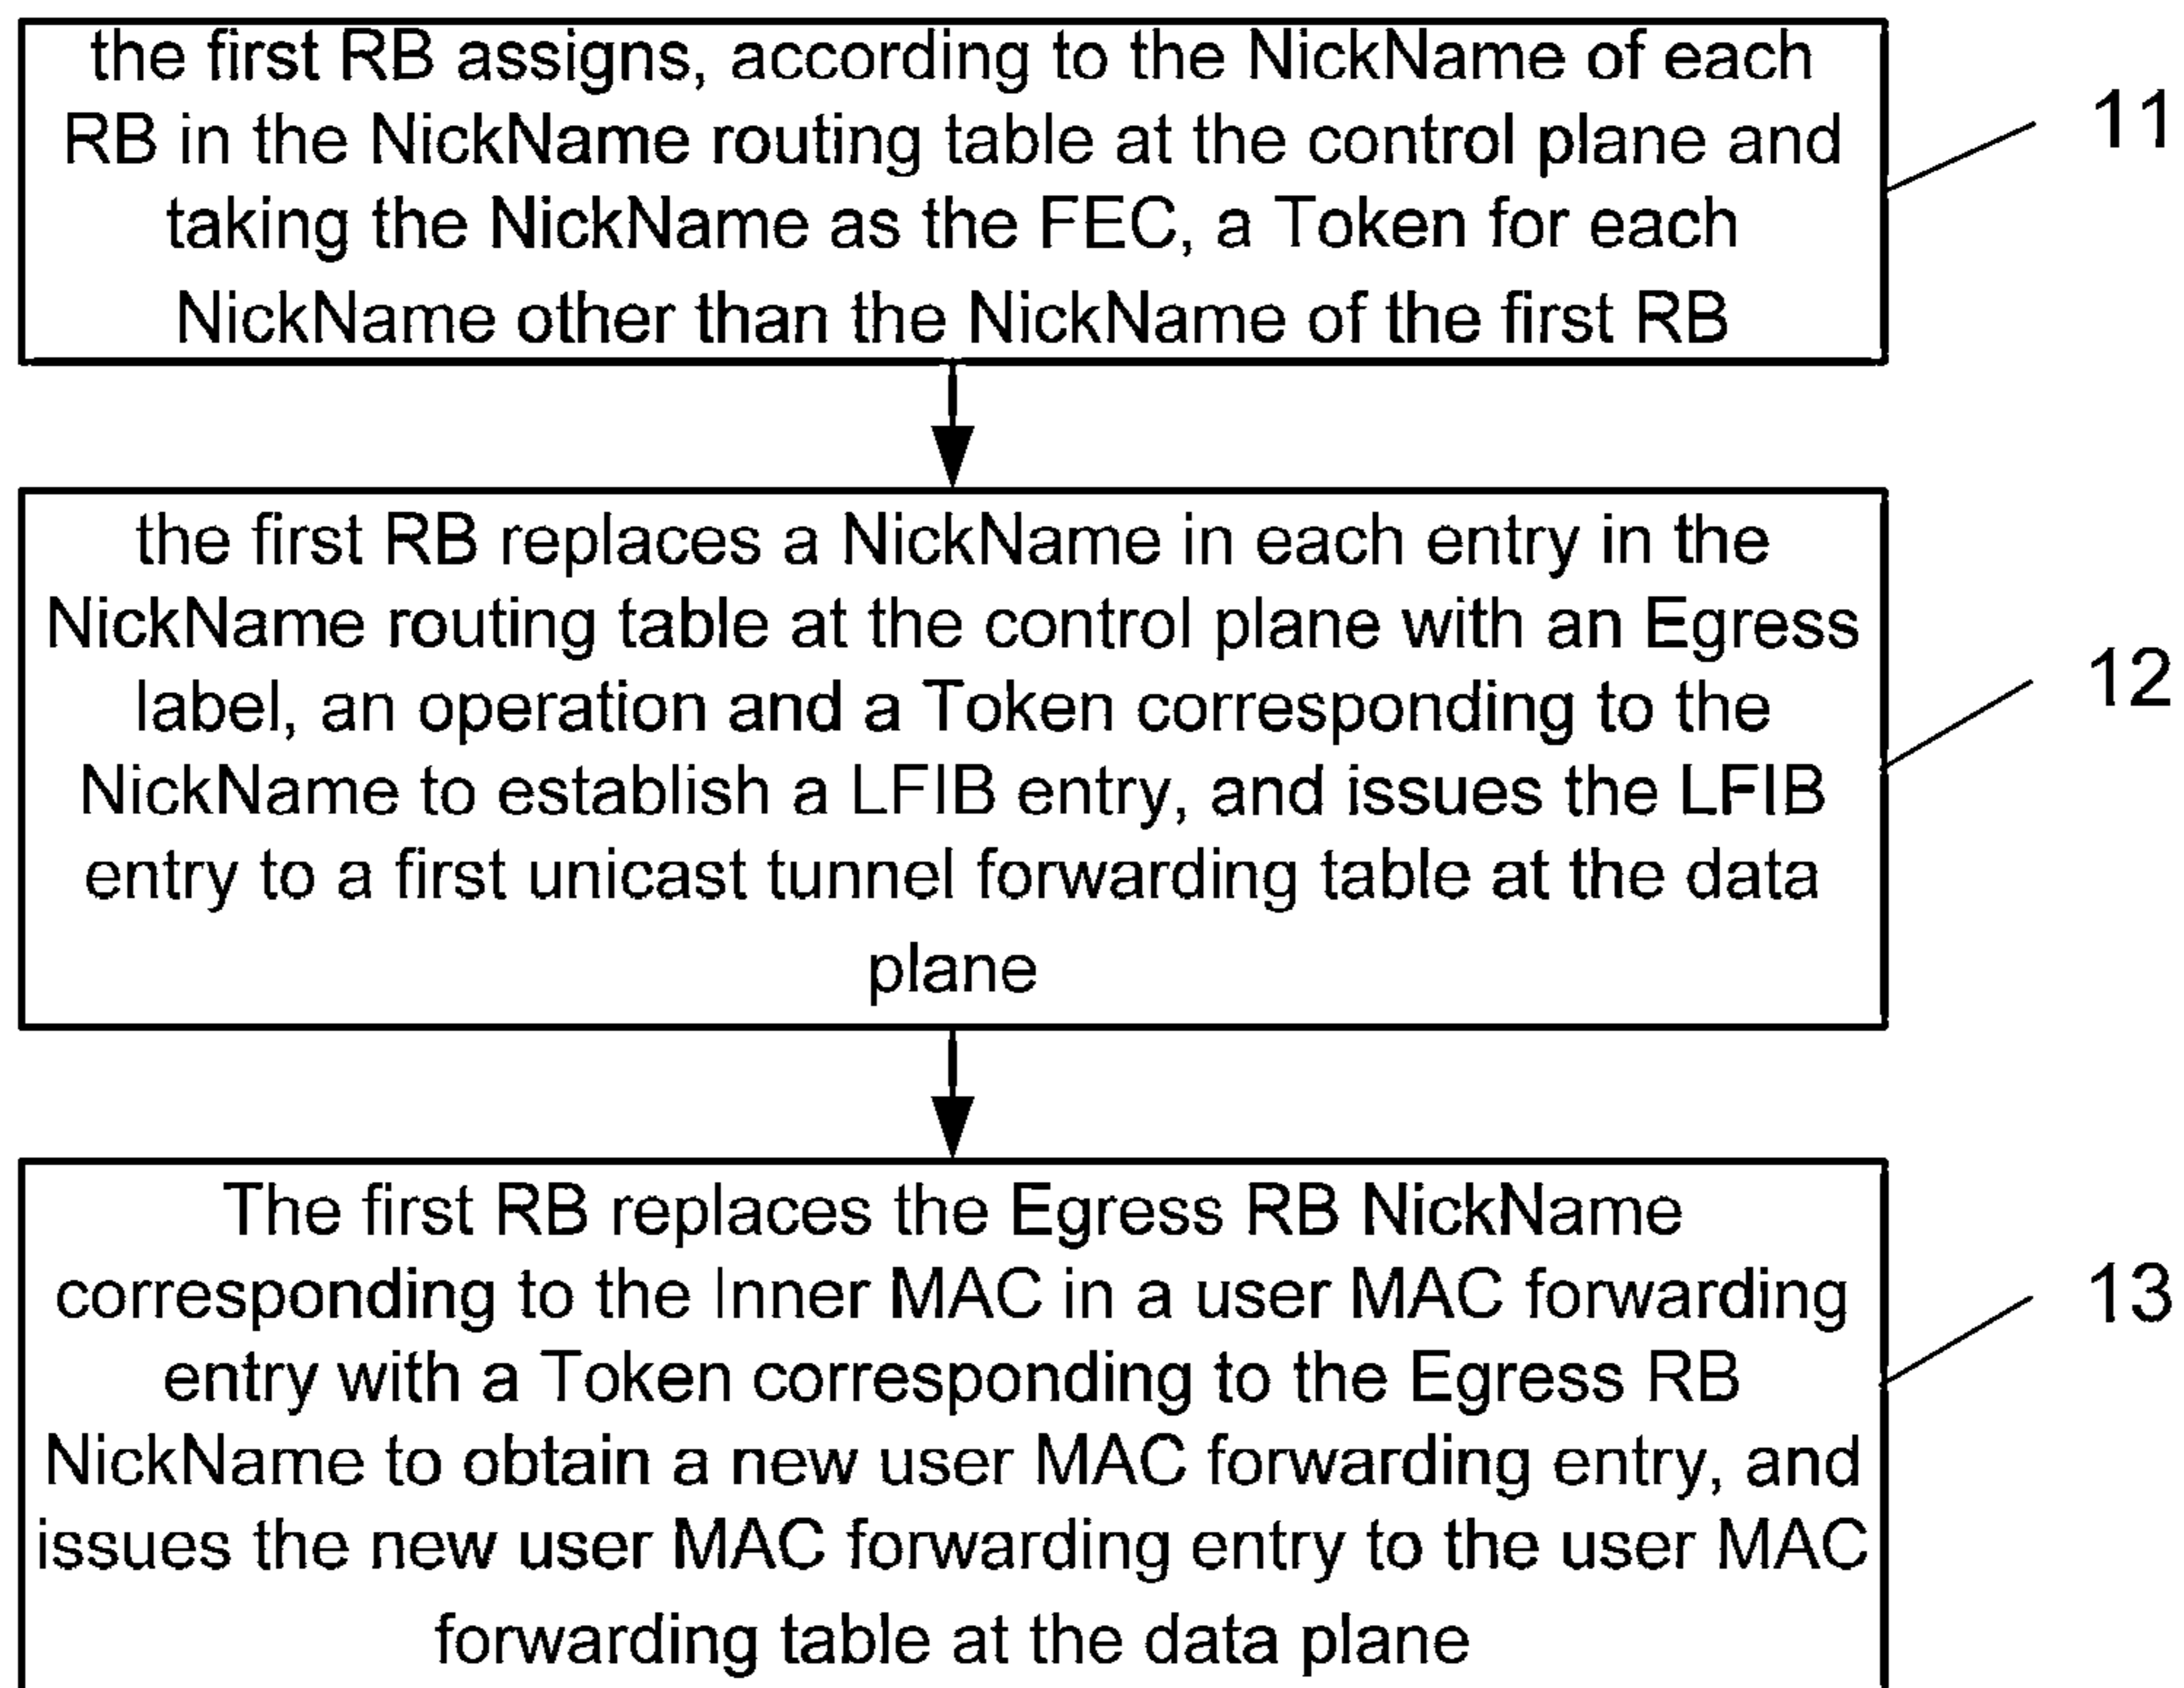 the first RB assigns, according to the NickName of each
RB in the NickName routing table at the control plane and
taking the NickName as the FEC, a Token for each
NickName other than the NickName of the first RB
11
the first RB replaces a NickName in each entry in the
NickName routing table at the control plane with an Egress
label, an operation and a Token corresponding to the
NickName to establish a LFIB entry, and issues the LFIB
entry to a first unicast tunnel forwarding table at the data
plane
12
The first RB replaces the Egress RB NickName
corresponding to the Inner MAC in a user MAC forwarding
entry with a Token corresponding to the Egress RB
NickName to obtain a new user MAC forwarding entry, and
issues the new user MAC forwarding entry to the user MAC
forwarding table at the data plane
13